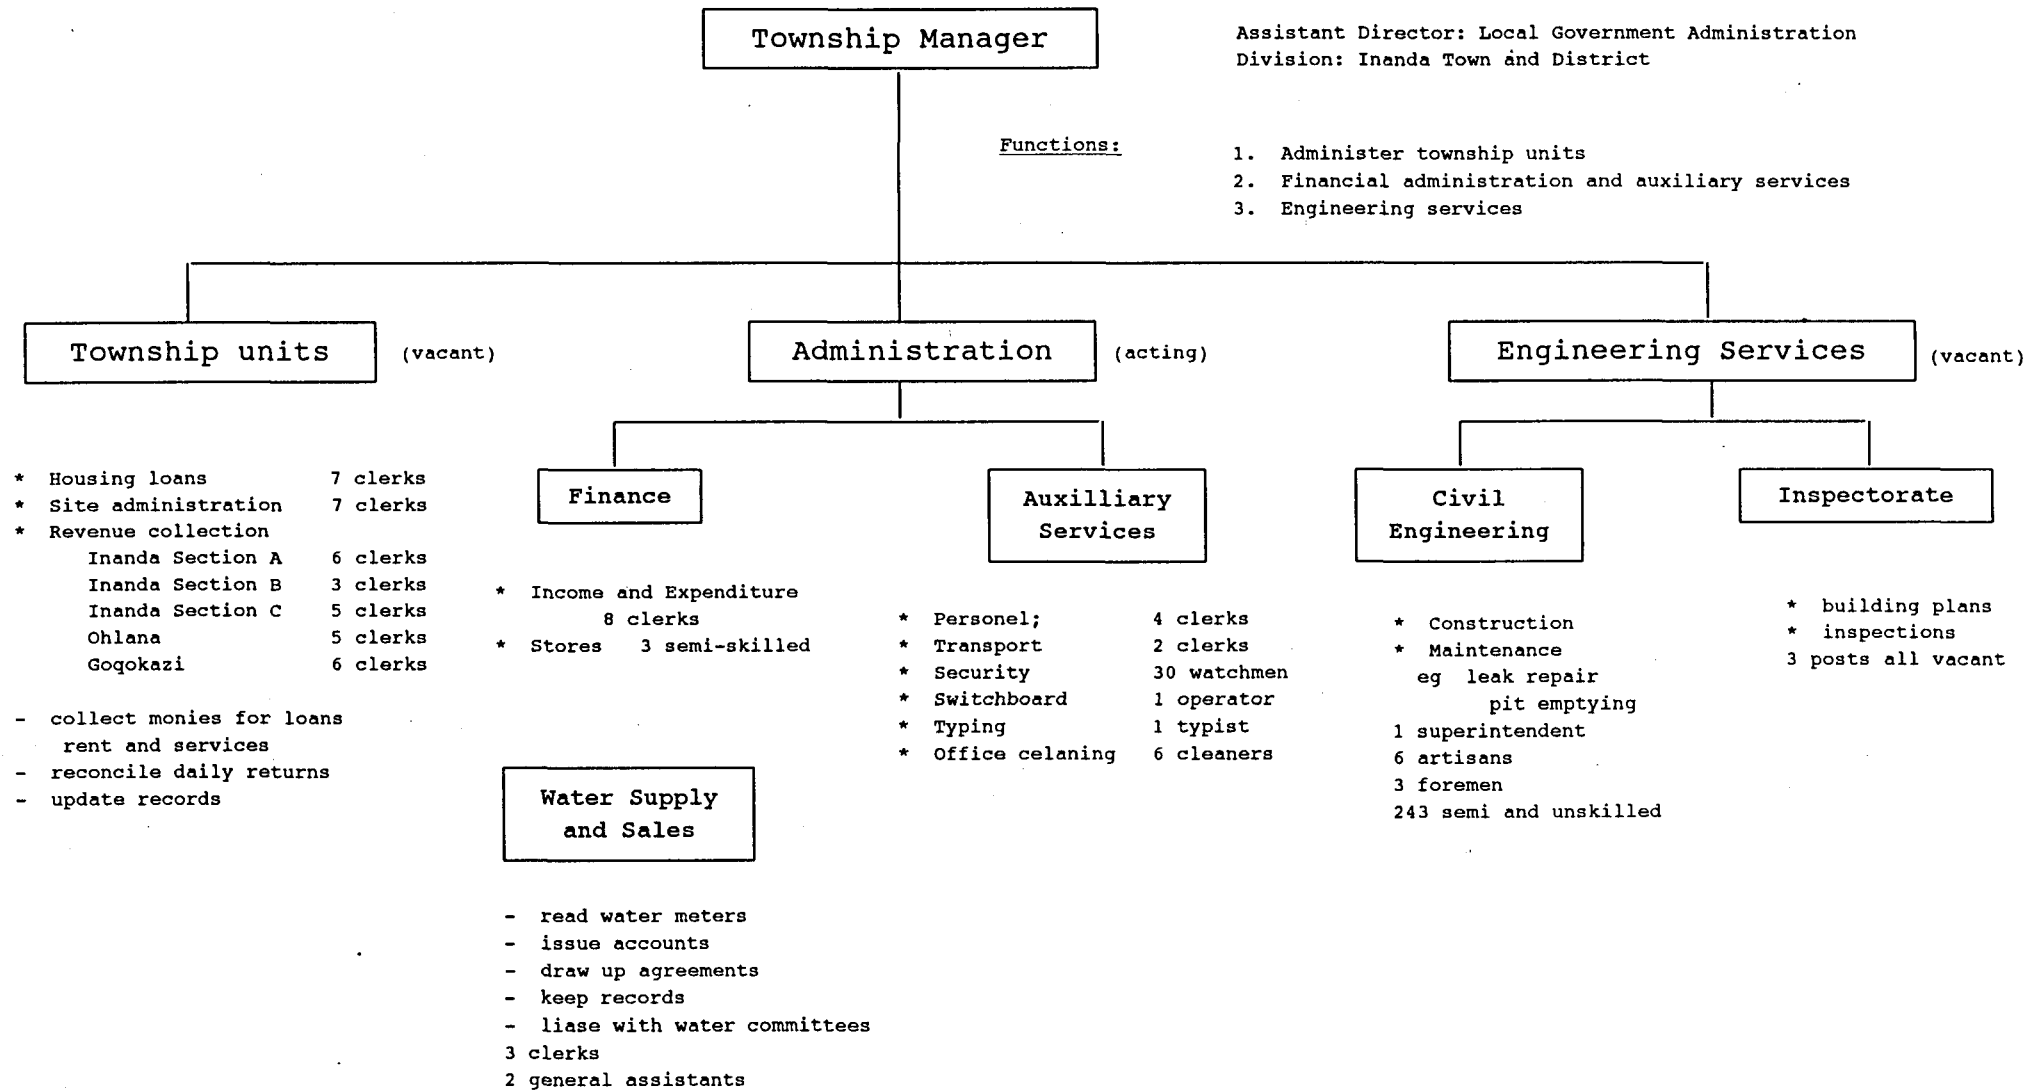 Township Manager
Assistant Director: Local Government Administration
Division: Inanda Town and District
Functions:
1. Administer township units
2. Financial administration and auxiliary services
3. Engineering services
Township units (vacant)
Administration (acting)
Engineering Services (vacant)
* Housing loans 7 clerks
* Site administration 7 clerks
* Revenue collection
Inanda Section A 6 clerks
Inanda Section B 3 clerks
Inanda Section C 5 clerks
Ohlana 5 clerks
Goqokazi 6 clerks
- collect monies for loans
rent and services
- reconcile daily returns
- update records
Finance
* Income and Expenditure
8 clerks
* Stores 3 semi-skilled
Water Supply
and Sales
- read water meters
- issue accounts
- draw up agreements
- keep records
- liase with water committees
3 clerks
2 general assistants
Auxilliary
Services
* Personel; 4 clerks
* Transport 2 clerks
* Security 30 watchmen
* Switchboard 1 operator
* Typing 1 typist
* Office celaning 6 cleaners
Civil
Engineering
* Construction
* Maintenance
eg leak repair
pit emptying
1 superintendent
6 artisans
3 foremen
243 semi and unskilled
Inspectorate
* building plans
* inspections
3 posts all vacant